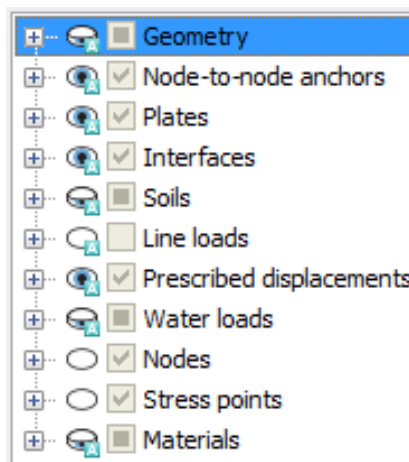 Geometry
Node-to-node anchors
Plates
Interfaces
Soils
Line loads
Prescribed displacements
Water loads
Nodes
Stress points
Materials